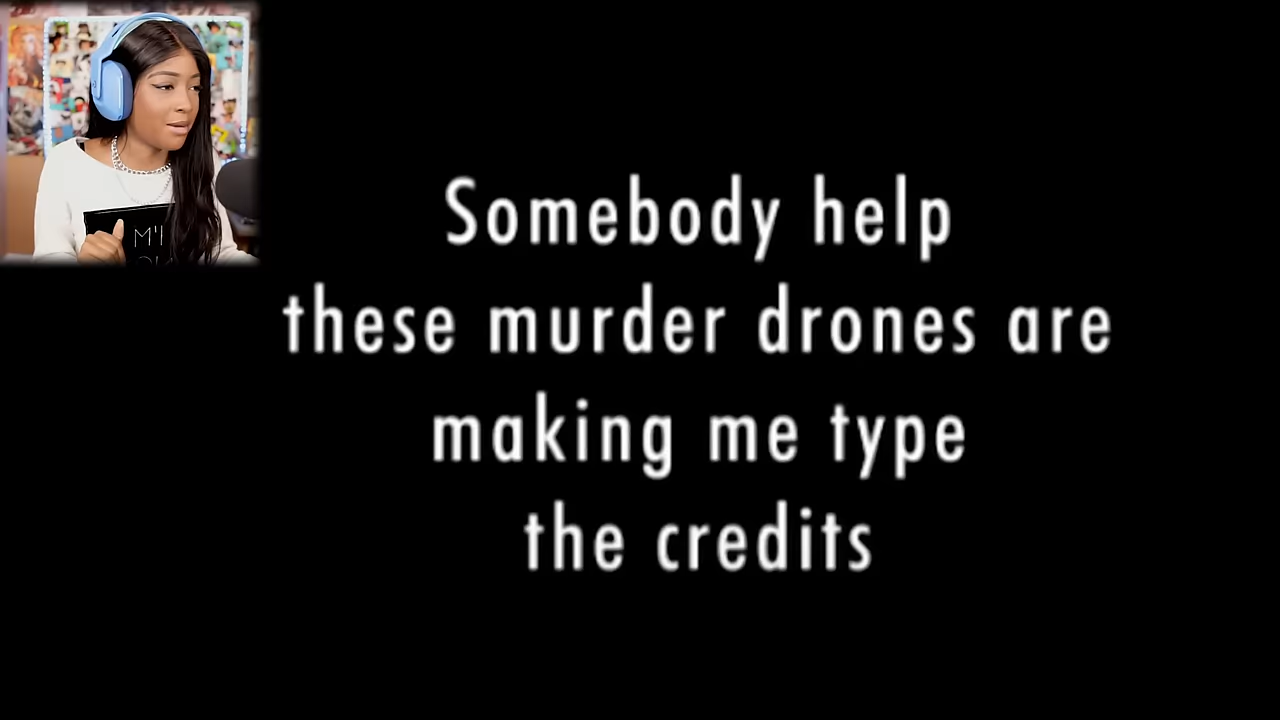 Somebody help
these murder drones are
making me type
the credits
M'I